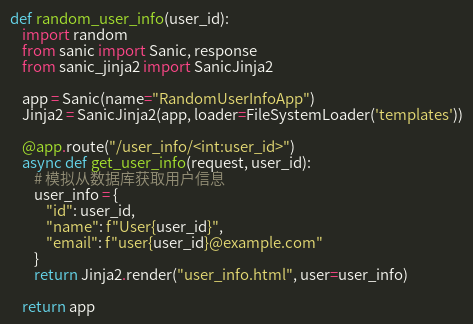 def random_user_info(user_id):
    import random
    from sanic import Sanic, response
    from sanic_jinja2 import SanicJinja2

    app = Sanic(name="RandomUserInfoApp")
    Jinja2 = SanicJinja2(app, loader=FileSystemLoader('templates'))

    @app.route("/user_info/<int:user_id>")
    async def get_user_info(request, user_id):
        # 模拟从数据库获取用户信息
        user_info = {
            "id": user_id,
            "name": f"User{user_id}",
            "email": f"user{user_id}@example.com"
        }
        return Jinja2.render("user_info.html", user=user_info)

    return app